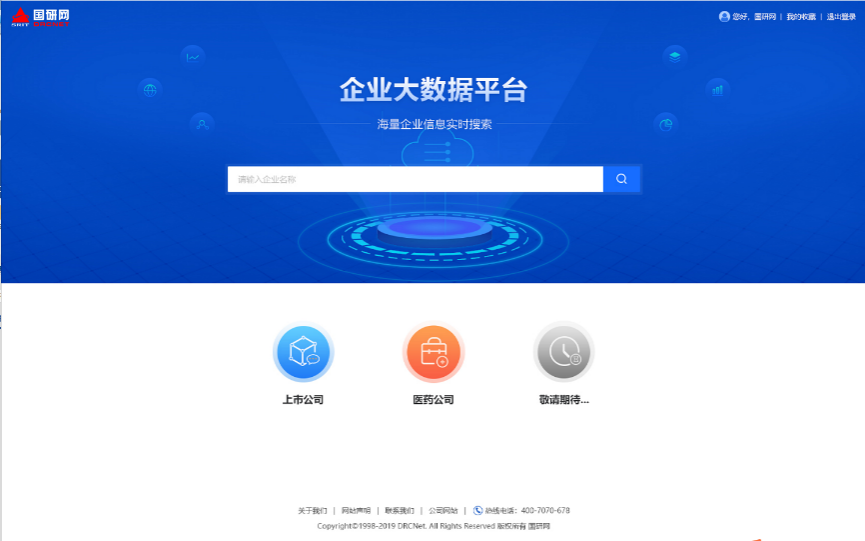 国研网
DRCNET
您好，国研网 | 我的收藏 | 退出登录
企业大数据平台
海量企业信息实时搜索
请输入企业名称
上市公司
医药公司
敬请期待...
关于我们 | 网站声明 | 联系我们 | 公司网站 | 热线电话：400-7070-678
Copyright©1998-2019 DRCNet. All Rights Reserved 版权所有 国研网